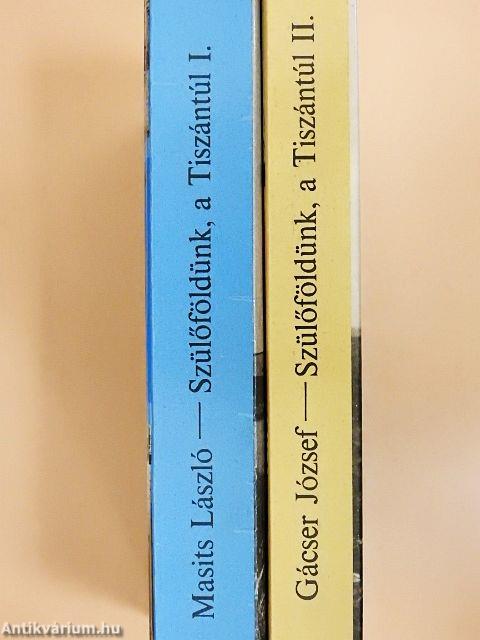 Masits László — Szülőföldünk, a Tiszántúl I.
Gácser József — Szülőföldünk, a Tiszántúl II.
Antikvárium.hu